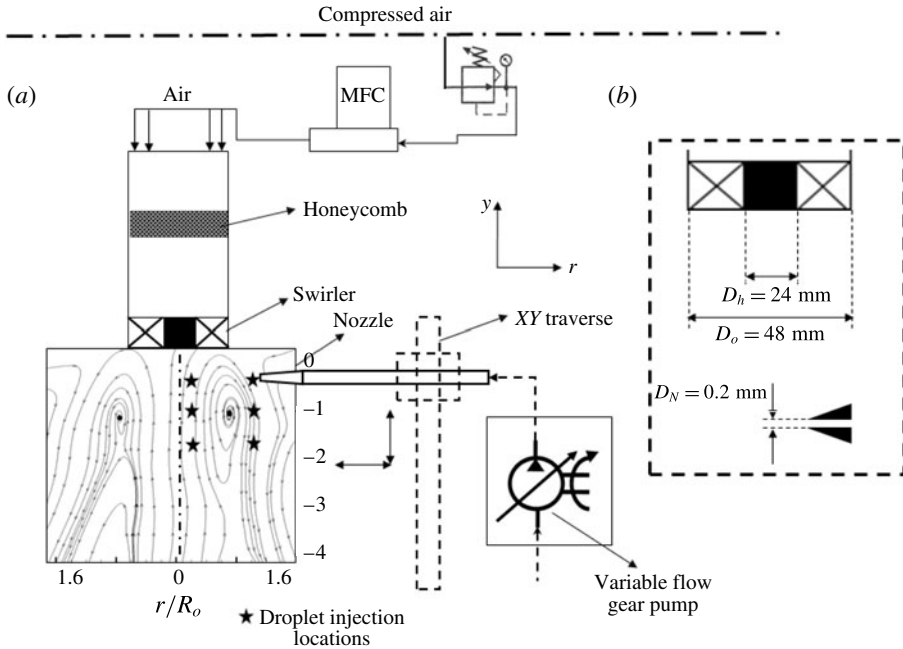 Compressed air
(a)
Air
MFC
(b)
Honeycomb
y
r
Swirler
Nozzle
XY traverse
D_h = 24 mm
D_o = 48 mm
D_N = 0.2 mm
0
−1
−2
−3
−4
1.6
0
1.6
r/R_o
★ Droplet injection
locations
Variable flow
gear pump